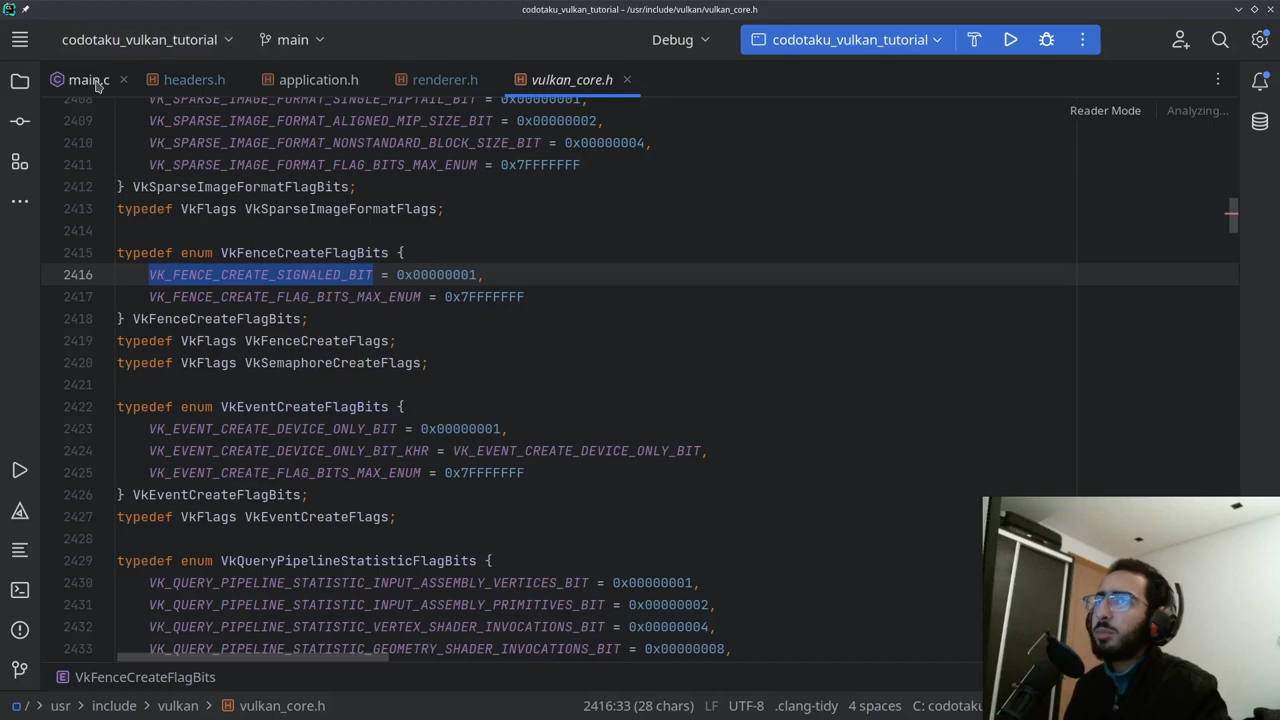 codotaku_vulkan_tutorial – /usr/include/vulkan/vulkan_core.h
codotaku_vulkan_tutorial
main
Debug
codotaku_vulkan_tutorial
main.c
headers.h
application.h
renderer.h
vulkan_core.h
Reader Mode
Analyzing...
2408 VK_SPARSE_IMAGE_FORMAT_SINGLE_MIPTAIL_BIT = 0x00000001,
2409 VK_SPARSE_IMAGE_FORMAT_ALIGNED_MIP_SIZE_BIT = 0x00000002,
2410 VK_SPARSE_IMAGE_FORMAT_NONSTANDARD_BLOCK_SIZE_BIT = 0x00000004,
2411 VK_SPARSE_IMAGE_FORMAT_FLAG_BITS_MAX_ENUM = 0x7FFFFFFF
2412 } VkSparseImageFormatFlagBits;
2413 typedef VkFlags VkSparseImageFormatFlags;
2414
2415 typedef enum VkFenceCreateFlagBits {
2416 VK_FENCE_CREATE_SIGNALED_BIT = 0x00000001,
2417 VK_FENCE_CREATE_FLAG_BITS_MAX_ENUM = 0x7FFFFFFF
2418 } VkFenceCreateFlagBits;
2419 typedef VkFlags VkFenceCreateFlags;
2420 typedef VkFlags VkSemaphoreCreateFlags;
2421
2422 typedef enum VkEventCreateFlagBits {
2423 VK_EVENT_CREATE_DEVICE_ONLY_BIT = 0x00000001,
2424 VK_EVENT_CREATE_DEVICE_ONLY_BIT_KHR = VK_EVENT_CREATE_DEVICE_ONLY_BIT,
2425 VK_EVENT_CREATE_FLAG_BITS_MAX_ENUM = 0x7FFFFFFF
2426 } VkEventCreateFlagBits;
2427 typedef VkFlags VkEventCreateFlags;
2428
2429 typedef enum VkQueryPipelineStatisticFlagBits {
2430 VK_QUERY_PIPELINE_STATISTIC_INPUT_ASSEMBLY_VERTICES_BIT = 0x00000001,
2431 VK_QUERY_PIPELINE_STATISTIC_INPUT_ASSEMBLY_PRIMITIVES_BIT = 0x00000002,
2432 VK_QUERY_PIPELINE_STATISTIC_VERTEX_SHADER_INVOCATIONS_BIT = 0x00000004,
2433 VK_QUERY_PIPELINE_STATISTIC_GEOMETRY_SHADER_INVOCATIONS_BIT = 0x00000008,
VkFenceCreateFlagBits
/ usr include vulkan vulkan_core.h
2416:33 (28 chars) LF UTF-8 .clang-tidy 4 spaces C: codotaku